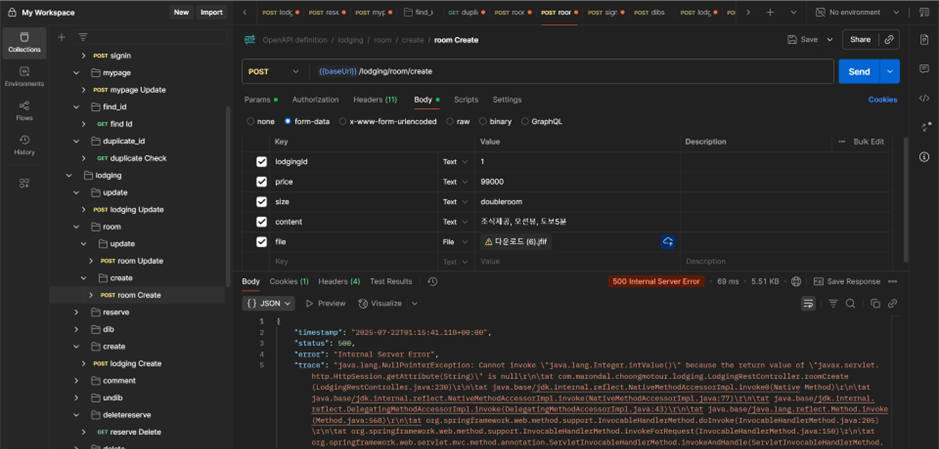 My Workspace New Import
POST lodg POST rese POST myp find_i GET dupli POST roor POST roor POST sign POST dibs POST lodg POST No environment
Collections
Environments
Flows
History
POST signin
mypage
POST mypage Update
find_id
GET find Id
duplicate_id
GET duplicate Check
lodging
update
POST lodging Update
room
update
POST room Update
create
POST room Create
reserve
dib
create
POST lodging Create
comment
undib
deletereserve
GET reserve Delete
delete
OpenAPI definition / lodging / room / create / room Create Save Share
POST {{baseUrl}} /lodging/room/create Send
Params Authorization Headers (11) Body Scripts Settings Cookies
none form-data x-www-form-urlencoded raw binary GraphQL
Key Value Description Bulk Edit
lodgingId Text 1
price Text 99000
size Text doubleroom
content Text 조식제공, 오션뷰, 도보5분
file File 다운로드 (6).jfif
Key Text Value Description
Body Cookies (1) Headers (4) Test Results 500 Internal Server Error 69 ms 5.51 KB Save Response
{} JSON Preview Visualize
1 {
2 "timestamp": "2025-07-22T01:15:41.118+00:00",
3 "status": 500,
4 "error": "Internal Server Error",
5 "trace": "java.lang.NullPointerException: Cannot invoke \"java.lang.Integer.intValue()\" because the return value of \"javax.servlet.
http.HttpSession.getAttribute(String)\" is null\r\n\tat com.marondal.choongmotour.lodging.LodgingRestController.roomCreate
(LodgingRestController.java:230)\r\n\tat java.base/jdk.internal.reflect.NativeMethodAccessorImpl.invoke0(Native Method)\r\n\tat
java.base/jdk.internal.reflect.NativeMethodAccessorImpl.invoke(NativeMethodAccessorImpl.java:77)\r\n\tat java.base/jdk.internal.
reflect.DelegatingMethodAccessorImpl.invoke(DelegatingMethodAccessorImpl.java:43)\r\n\tat java.base/java.lang.reflect.Method.invoke
(Method.java:568)\r\n\tat org.springframework.web.method.support.InvocableHandlerMethod.doInvoke(InvocableHandlerMethod.java:205)
\r\n\tat org.springframework.web.method.support.InvocableHandlerMethod.invokeForRequest(InvocableHandlerMethod.java:150)\r\n\tat
org.springframework.web.servlet.mvc.method.annotation.ServletInvocableHandlerMethod.invokeAndHandle(ServletInvocableHandlerMethod.